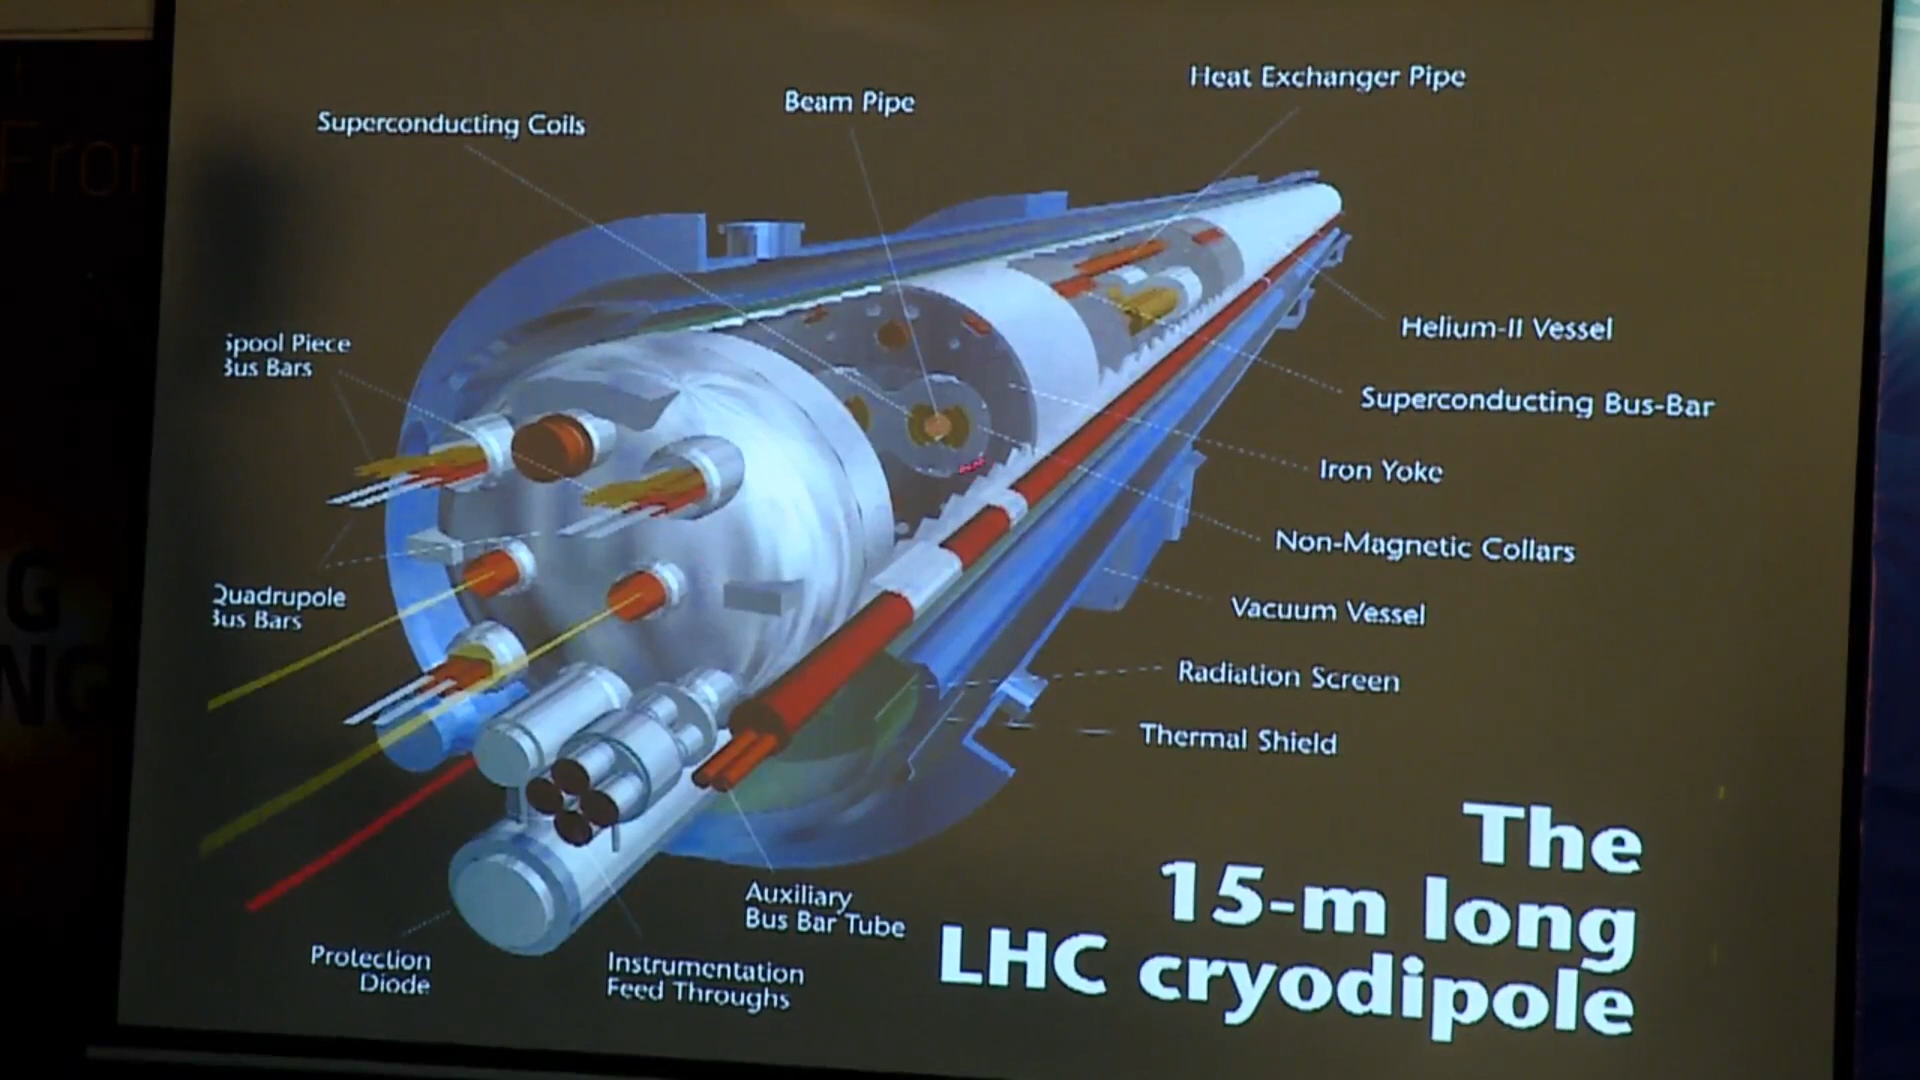 Heat Exchanger Pipe
Beam Pipe
Superconducting Coils
Spool Piece
Bus Bars
Helium-II Vessel
Superconducting Bus-Bar
Iron Yoke
Non-Magnetic Collars
Quadrupole
Bus Bars
Vacuum Vessel
Radiation Screen
Thermal Shield
Auxiliary
Bus Bar Tube
Protection
Diode
Instrumentation
Feed Throughs
The
15-m long
LHC cryodipole